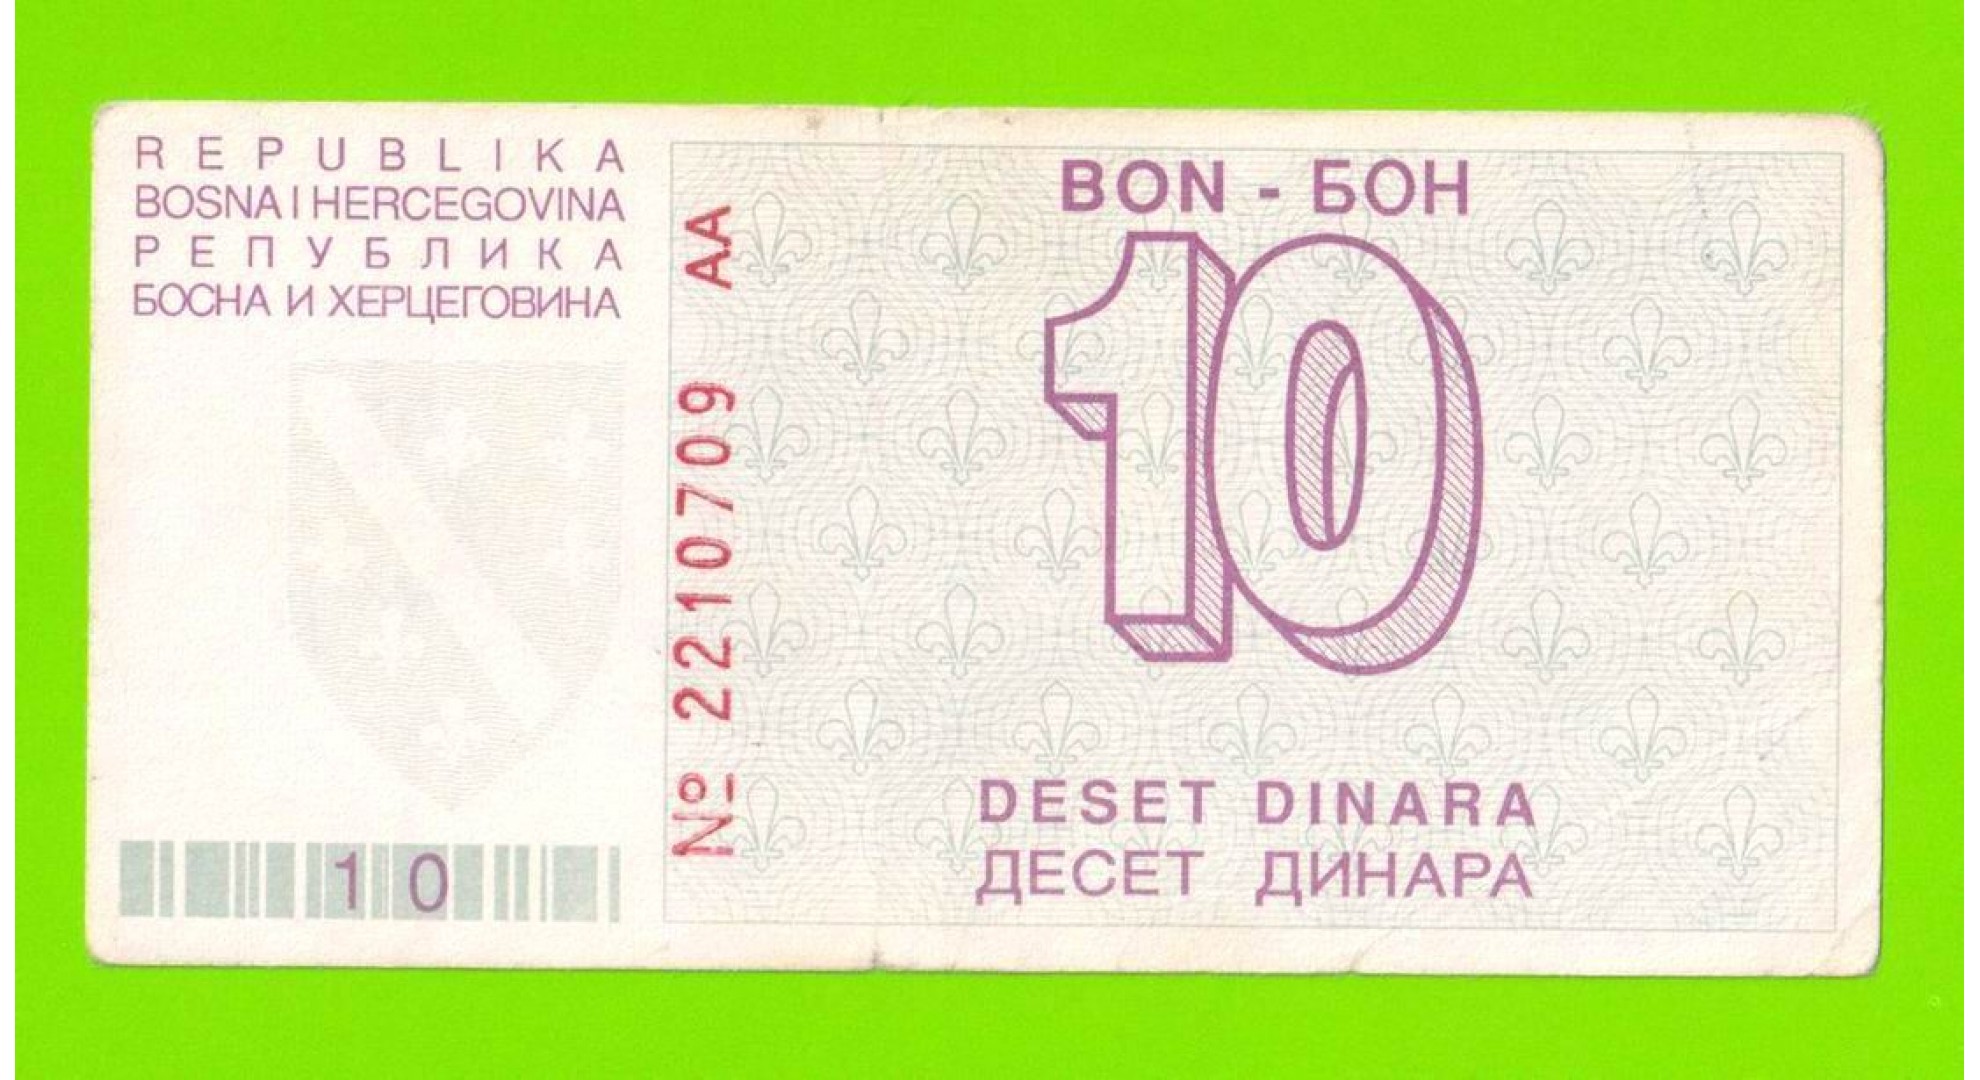 REPUBLIKA
BOSNA I HERCEGOVINA
РЕПУБЛИКА
БОСНА И ХЕРЦЕГОВИНА
10
№ 2210709 AA
BON - БОН
10
DESET DINARA
ДЕСЕТ ДИНАРА